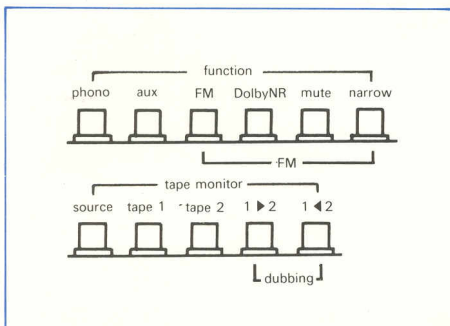 function
phono aux FM DolbyNR mute narrow
FM
tape monitor
source tape 1 tape 2 1 ▶ 2 1 ◀ 2
dubbing